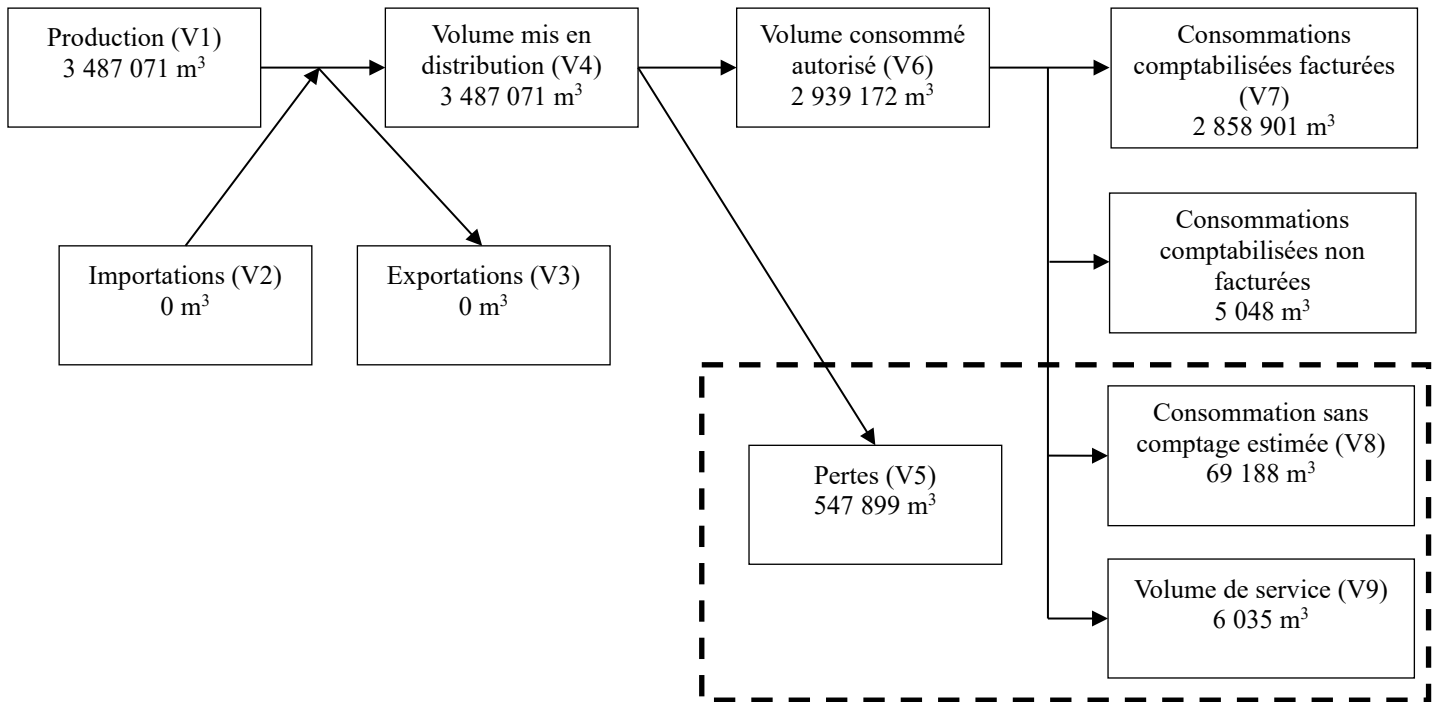 Production (V1)
3 487 071 m³
Volume mis en
distribution (V4)
3 487 071 m³
Volume consommé
autorisé (V6)
2 939 172 m³
Consommations
comptabilisées facturées
(V7)
2 858 901 m³
Consommations
comptabilisées non
facturées
5 048 m³
Importations (V2)
0 m³
Exportations (V3)
0 m³
Consommation sans
comptage estimée (V8)
69 188 m³
Pertes (V5)
547 899 m³
Volume de service (V9)
6 035 m³